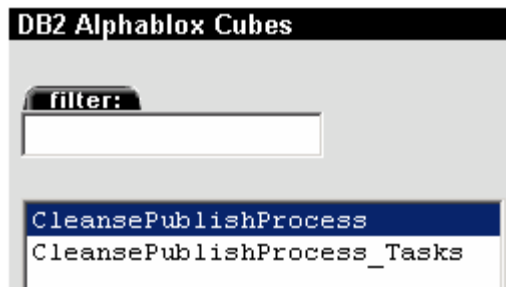 DB2 Alphablox Cubes
filter:
CleansePublishProcess
CleansePublishProcess_Tasks